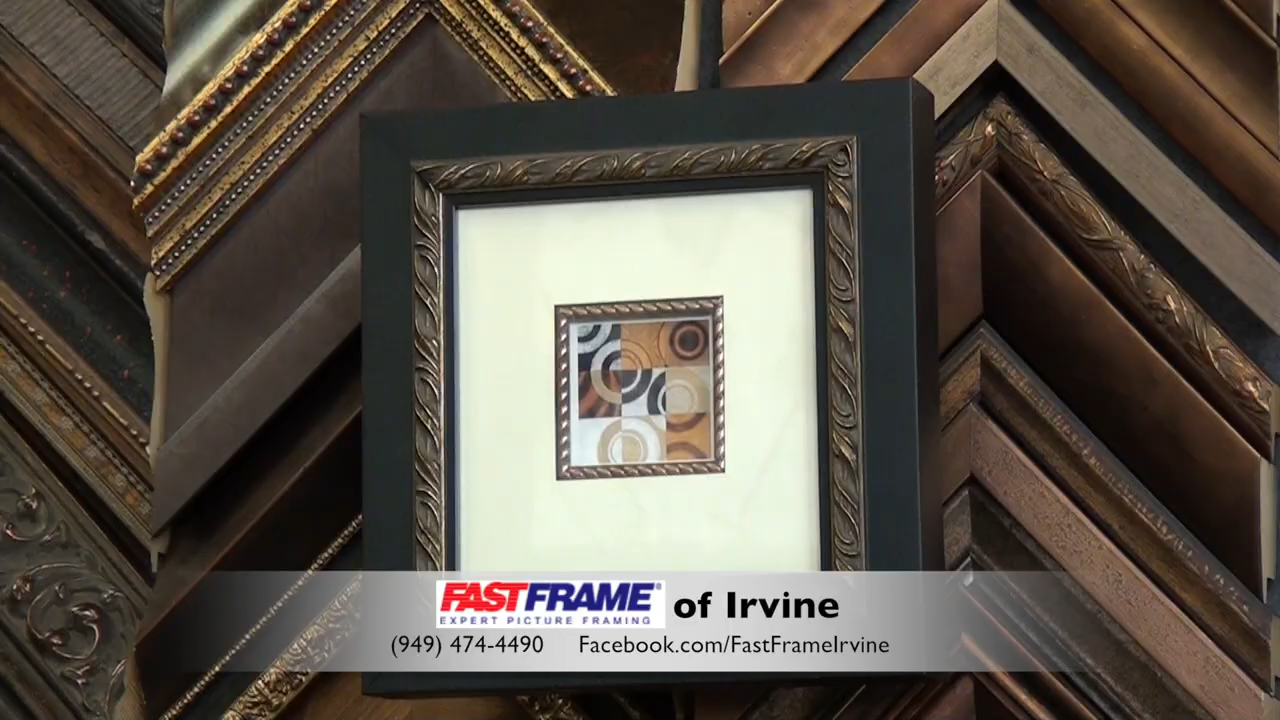 FASTFRAME® of Irvine
EXPERT PICTURE FRAMING
(949) 474-4490 Facebook.com/FastFrameIrvine